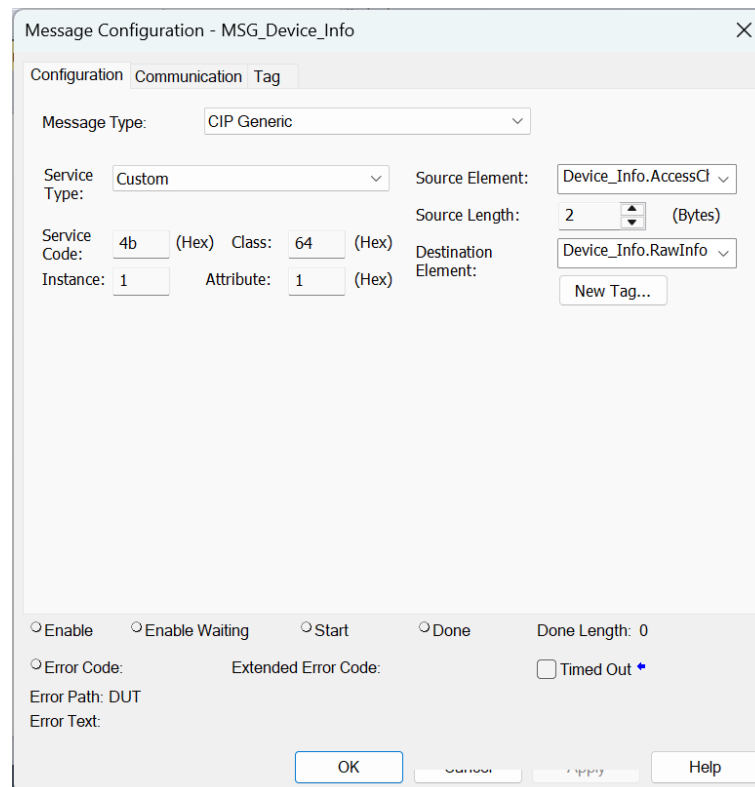 Message Configuration - MSG_Device_Info
Configuration Communication Tag
Message Type: CIP Generic
Service Type: Custom
Source Element: Device_Info.AccessCl
Source Length: 2 (Bytes)
Service Code: 4b (Hex) Class: 64 (Hex)
Destination Element: Device_Info.RawInfo
Instance: 1 Attribute: 1 (Hex)
New Tag...
Enable Enable Waiting Start Done Done Length: 0
Error Code: Extended Error Code: Timed Out
Error Path: DUT
Error Text:
OK Cancel Apply Help